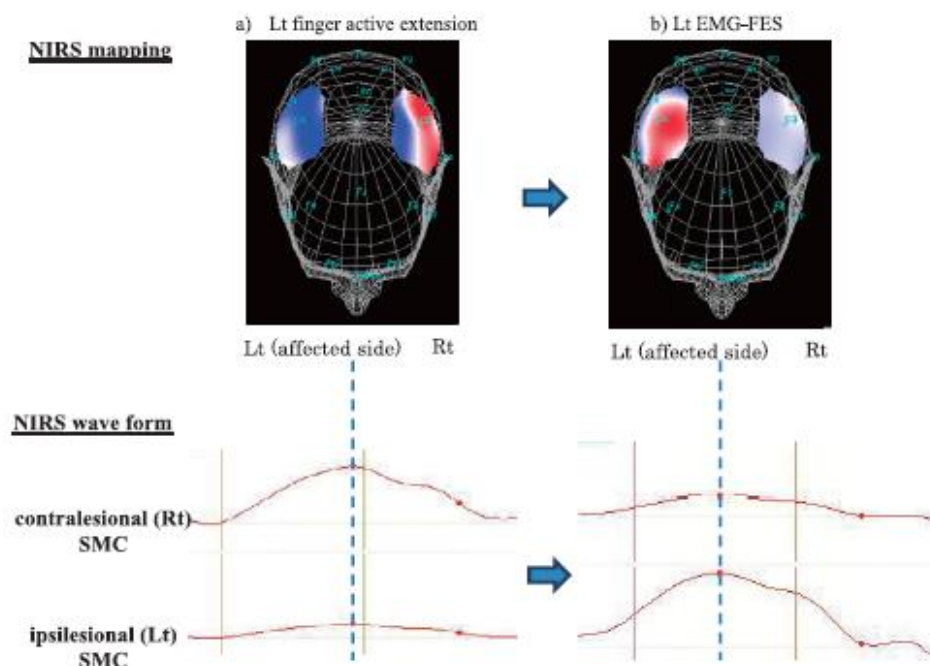 a) Lt finger active extension
b) Lt EMG-FES
NIRS mapping
Lt (affected side) Rt
Lt (affected side) Rt
NIRS wave form
contralesional (Rt)
SMC
ipsilesional (Lt)
SMC